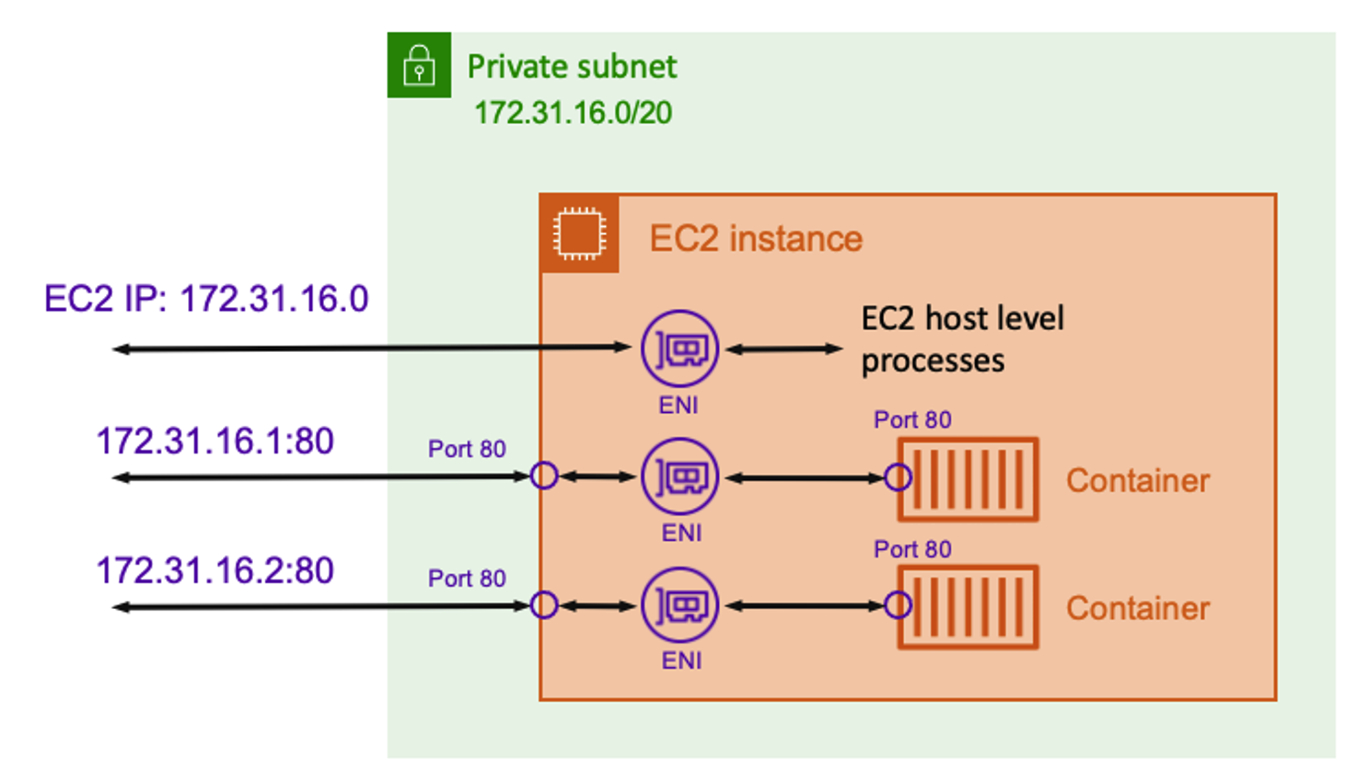 Private subnet
172.31.16.0/20
EC2 instance
EC2 IP: 172.31.16.0
EC2 host level
processes
ENI
172.31.16.1:80
Port 80
ENI
Port 80
Container
172.31.16.2:80
Port 80
ENI
Port 80
Container